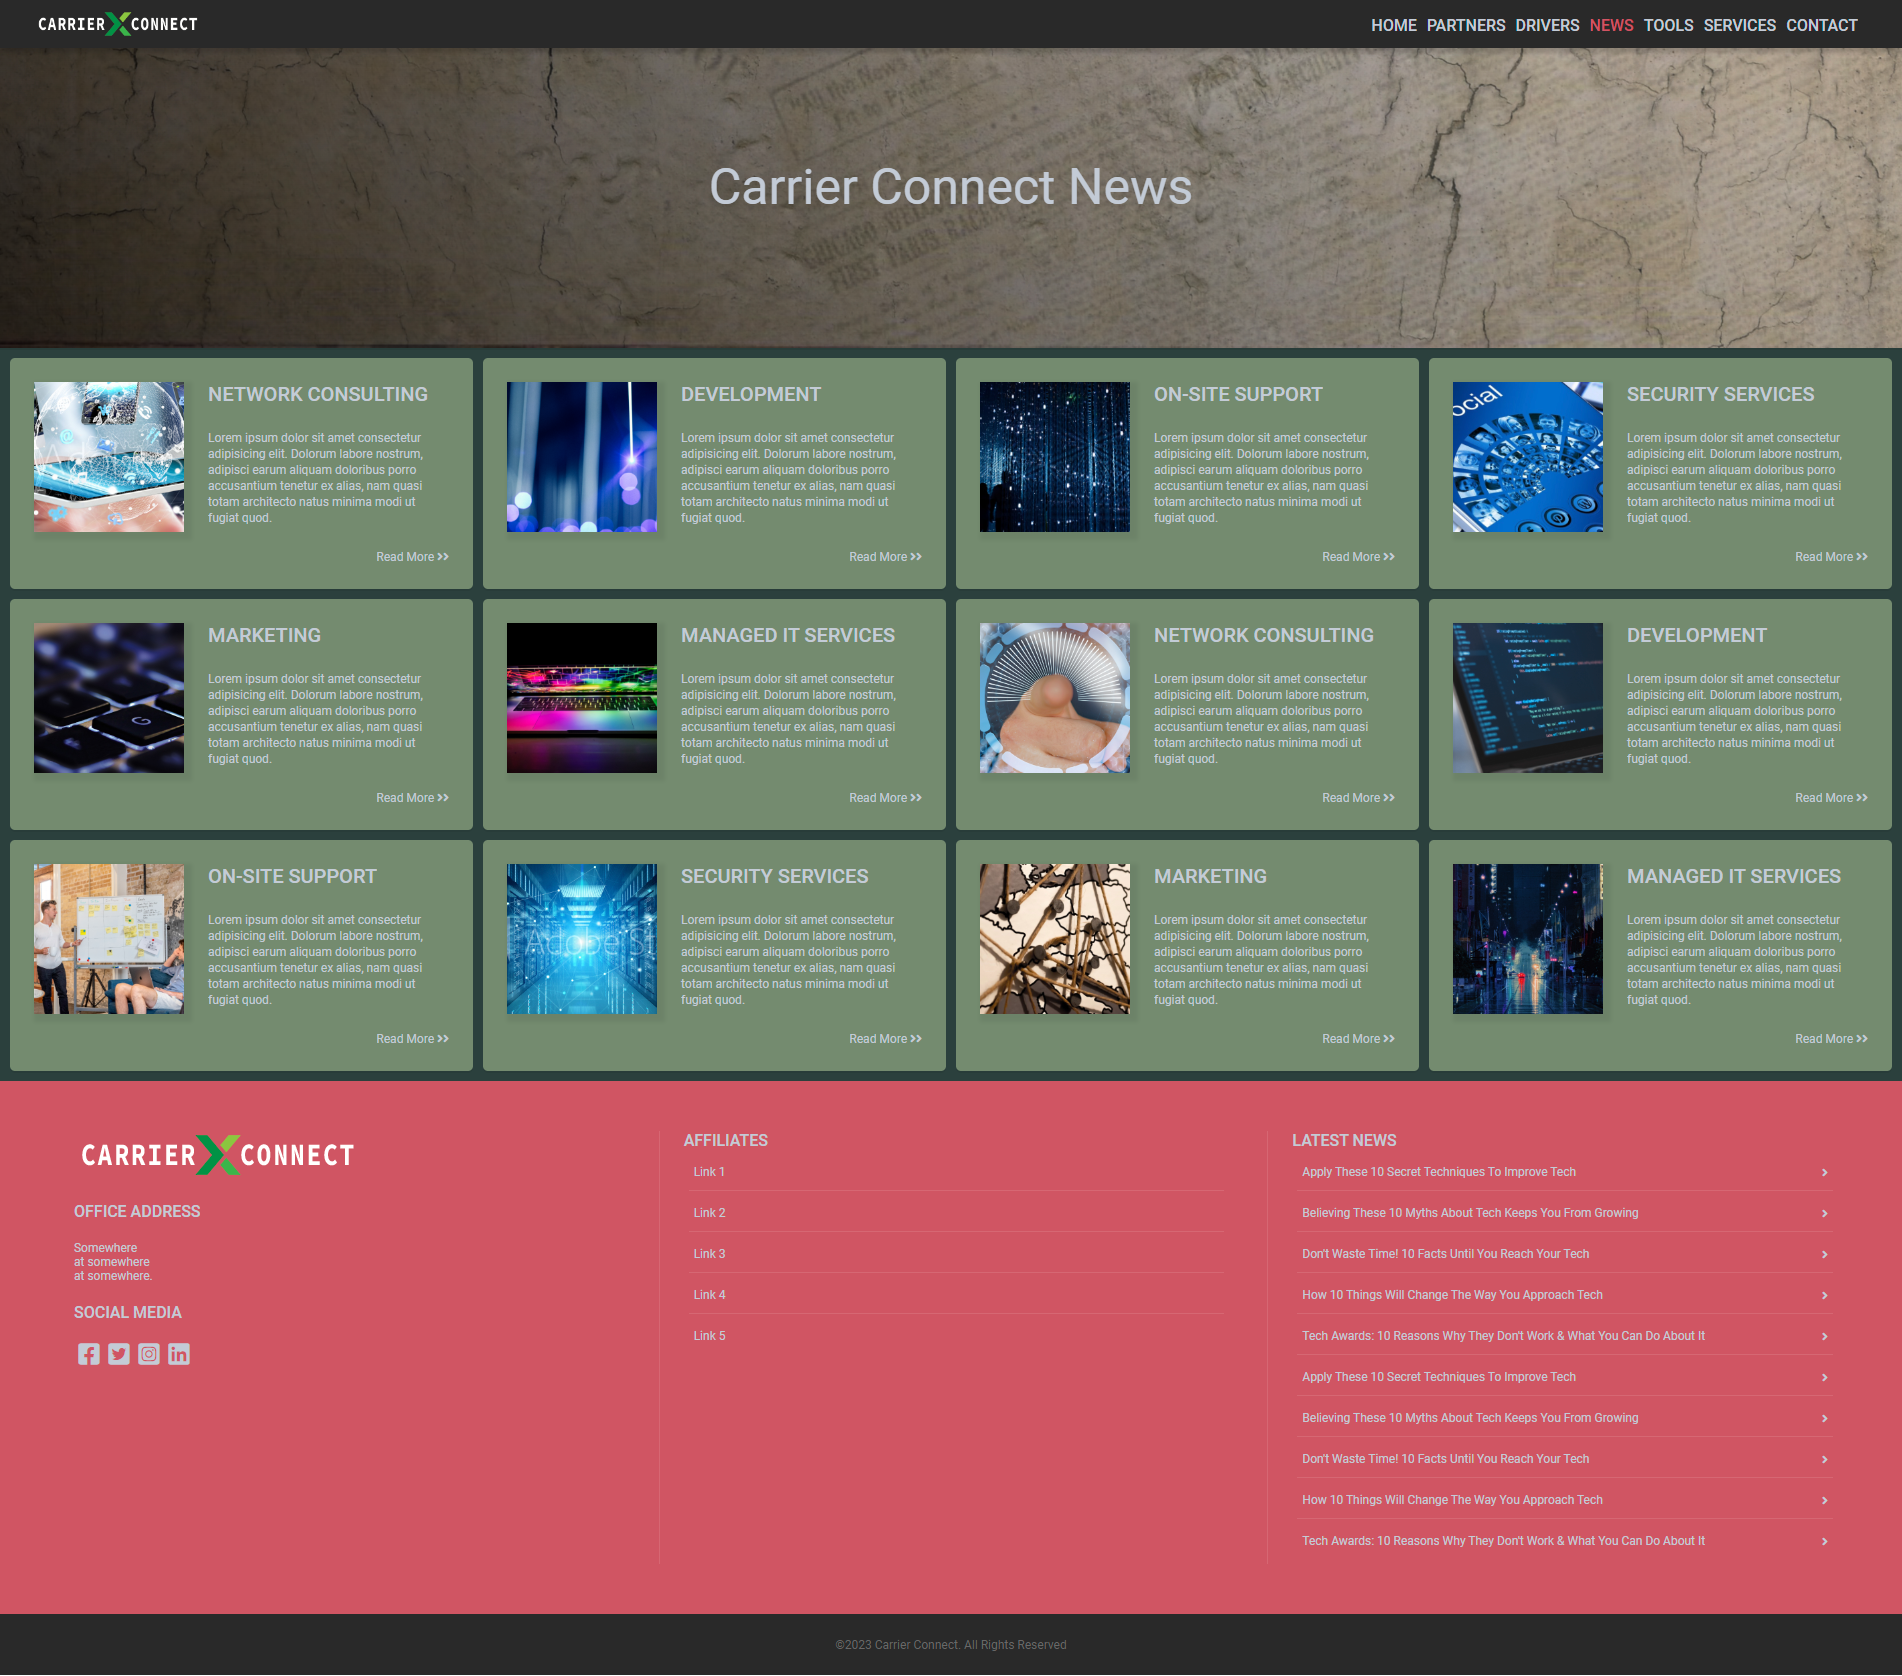 CARRIER CONNECT
HOME PARTNERS DRIVERS NEWS TOOLS SERVICES CONTACT
Carrier Connect News
NETWORK CONSULTING
Lorem ipsum dolor sit amet consectetur
adipisicing elit. Dolorum labore nostrum,
adipisci earum aliquam doloribus porro
accusantium tenetur ex alias, nam quasi
totam architecto natus minima modi ut
fugiat quod.
Read More
DEVELOPMENT
Lorem ipsum dolor sit amet consectetur
adipisicing elit. Dolorum labore nostrum,
adipisci earum aliquam doloribus porro
accusantium tenetur ex alias, nam quasi
totam architecto natus minima modi ut
fugiat quod.
Read More
ON-SITE SUPPORT
Lorem ipsum dolor sit amet consectetur
adipisicing elit. Dolorum labore nostrum,
adipisci earum aliquam doloribus porro
accusantium tenetur ex alias, nam quasi
totam architecto natus minima modi ut
fugiat quod.
Read More
ocial
SECURITY SERVICES
Lorem ipsum dolor sit amet consectetur
adipisicing elit. Dolorum labore nostrum,
adipisci earum aliquam doloribus porro
accusantium tenetur ex alias, nam quasi
totam architecto natus minima modi ut
fugiat quod.
Read More
G
MARKETING
Lorem ipsum dolor sit amet consectetur
adipisicing elit. Dolorum labore nostrum,
adipisci earum aliquam doloribus porro
accusantium tenetur ex alias, nam quasi
totam architecto natus minima modi ut
fugiat quod.
Read More
MANAGED IT SERVICES
Lorem ipsum dolor sit amet consectetur
adipisicing elit. Dolorum labore nostrum,
adipisci earum aliquam doloribus porro
accusantium tenetur ex alias, nam quasi
totam architecto natus minima modi ut
fugiat quod.
Read More
NETWORK CONSULTING
Lorem ipsum dolor sit amet consectetur
adipisicing elit. Dolorum labore nostrum,
adipisci earum aliquam doloribus porro
accusantium tenetur ex alias, nam quasi
totam architecto natus minima modi ut
fugiat quod.
Read More
DEVELOPMENT
Lorem ipsum dolor sit amet consectetur
adipisicing elit. Dolorum labore nostrum,
adipisci earum aliquam doloribus porro
accusantium tenetur ex alias, nam quasi
totam architecto natus minima modi ut
fugiat quod.
Read More
ON-SITE SUPPORT
Lorem ipsum dolor sit amet consectetur
adipisicing elit. Dolorum labore nostrum,
adipisci earum aliquam doloribus porro
accusantium tenetur ex alias, nam quasi
totam architecto natus minima modi ut
fugiat quod.
Read More
Adobe St
SECURITY SERVICES
Lorem ipsum dolor sit amet consectetur
adipisicing elit. Dolorum labore nostrum,
adipisci earum aliquam doloribus porro
accusantium tenetur ex alias, nam quasi
totam architecto natus minima modi ut
fugiat quod.
Read More
MARKETING
Lorem ipsum dolor sit amet consectetur
adipisicing elit. Dolorum labore nostrum,
adipisci earum aliquam doloribus porro
accusantium tenetur ex alias, nam quasi
totam architecto natus minima modi ut
fugiat quod.
Read More
MANAGED IT SERVICES
Lorem ipsum dolor sit amet consectetur
adipisicing elit. Dolorum labore nostrum,
adipisci earum aliquam doloribus porro
accusantium tenetur ex alias, nam quasi
totam architecto natus minima modi ut
fugiat quod.
Read More
CARRIER CONNECT
OFFICE ADDRESS
Somewhere
at somewhere
at somewhere.
SOCIAL MEDIA
AFFILIATES
Link 1
Link 2
Link 3
Link 4
Link 5
LATEST NEWS
Apply These 10 Secret Techniques To Improve Tech
Believing These 10 Myths About Tech Keeps You From Growing
Don't Waste Time! 10 Facts Until You Reach Your Tech
How 10 Things Will Change The Way You Approach Tech
Tech Awards: 10 Reasons Why They Don't Work & What You Can Do About It
Apply These 10 Secret Techniques To Improve Tech
Believing These 10 Myths About Tech Keeps You From Growing
Don't Waste Time! 10 Facts Until You Reach Your Tech
How 10 Things Will Change The Way You Approach Tech
Tech Awards: 10 Reasons Why They Don't Work & What You Can Do About It
©2023 Carrier Connect. All Rights Reserved